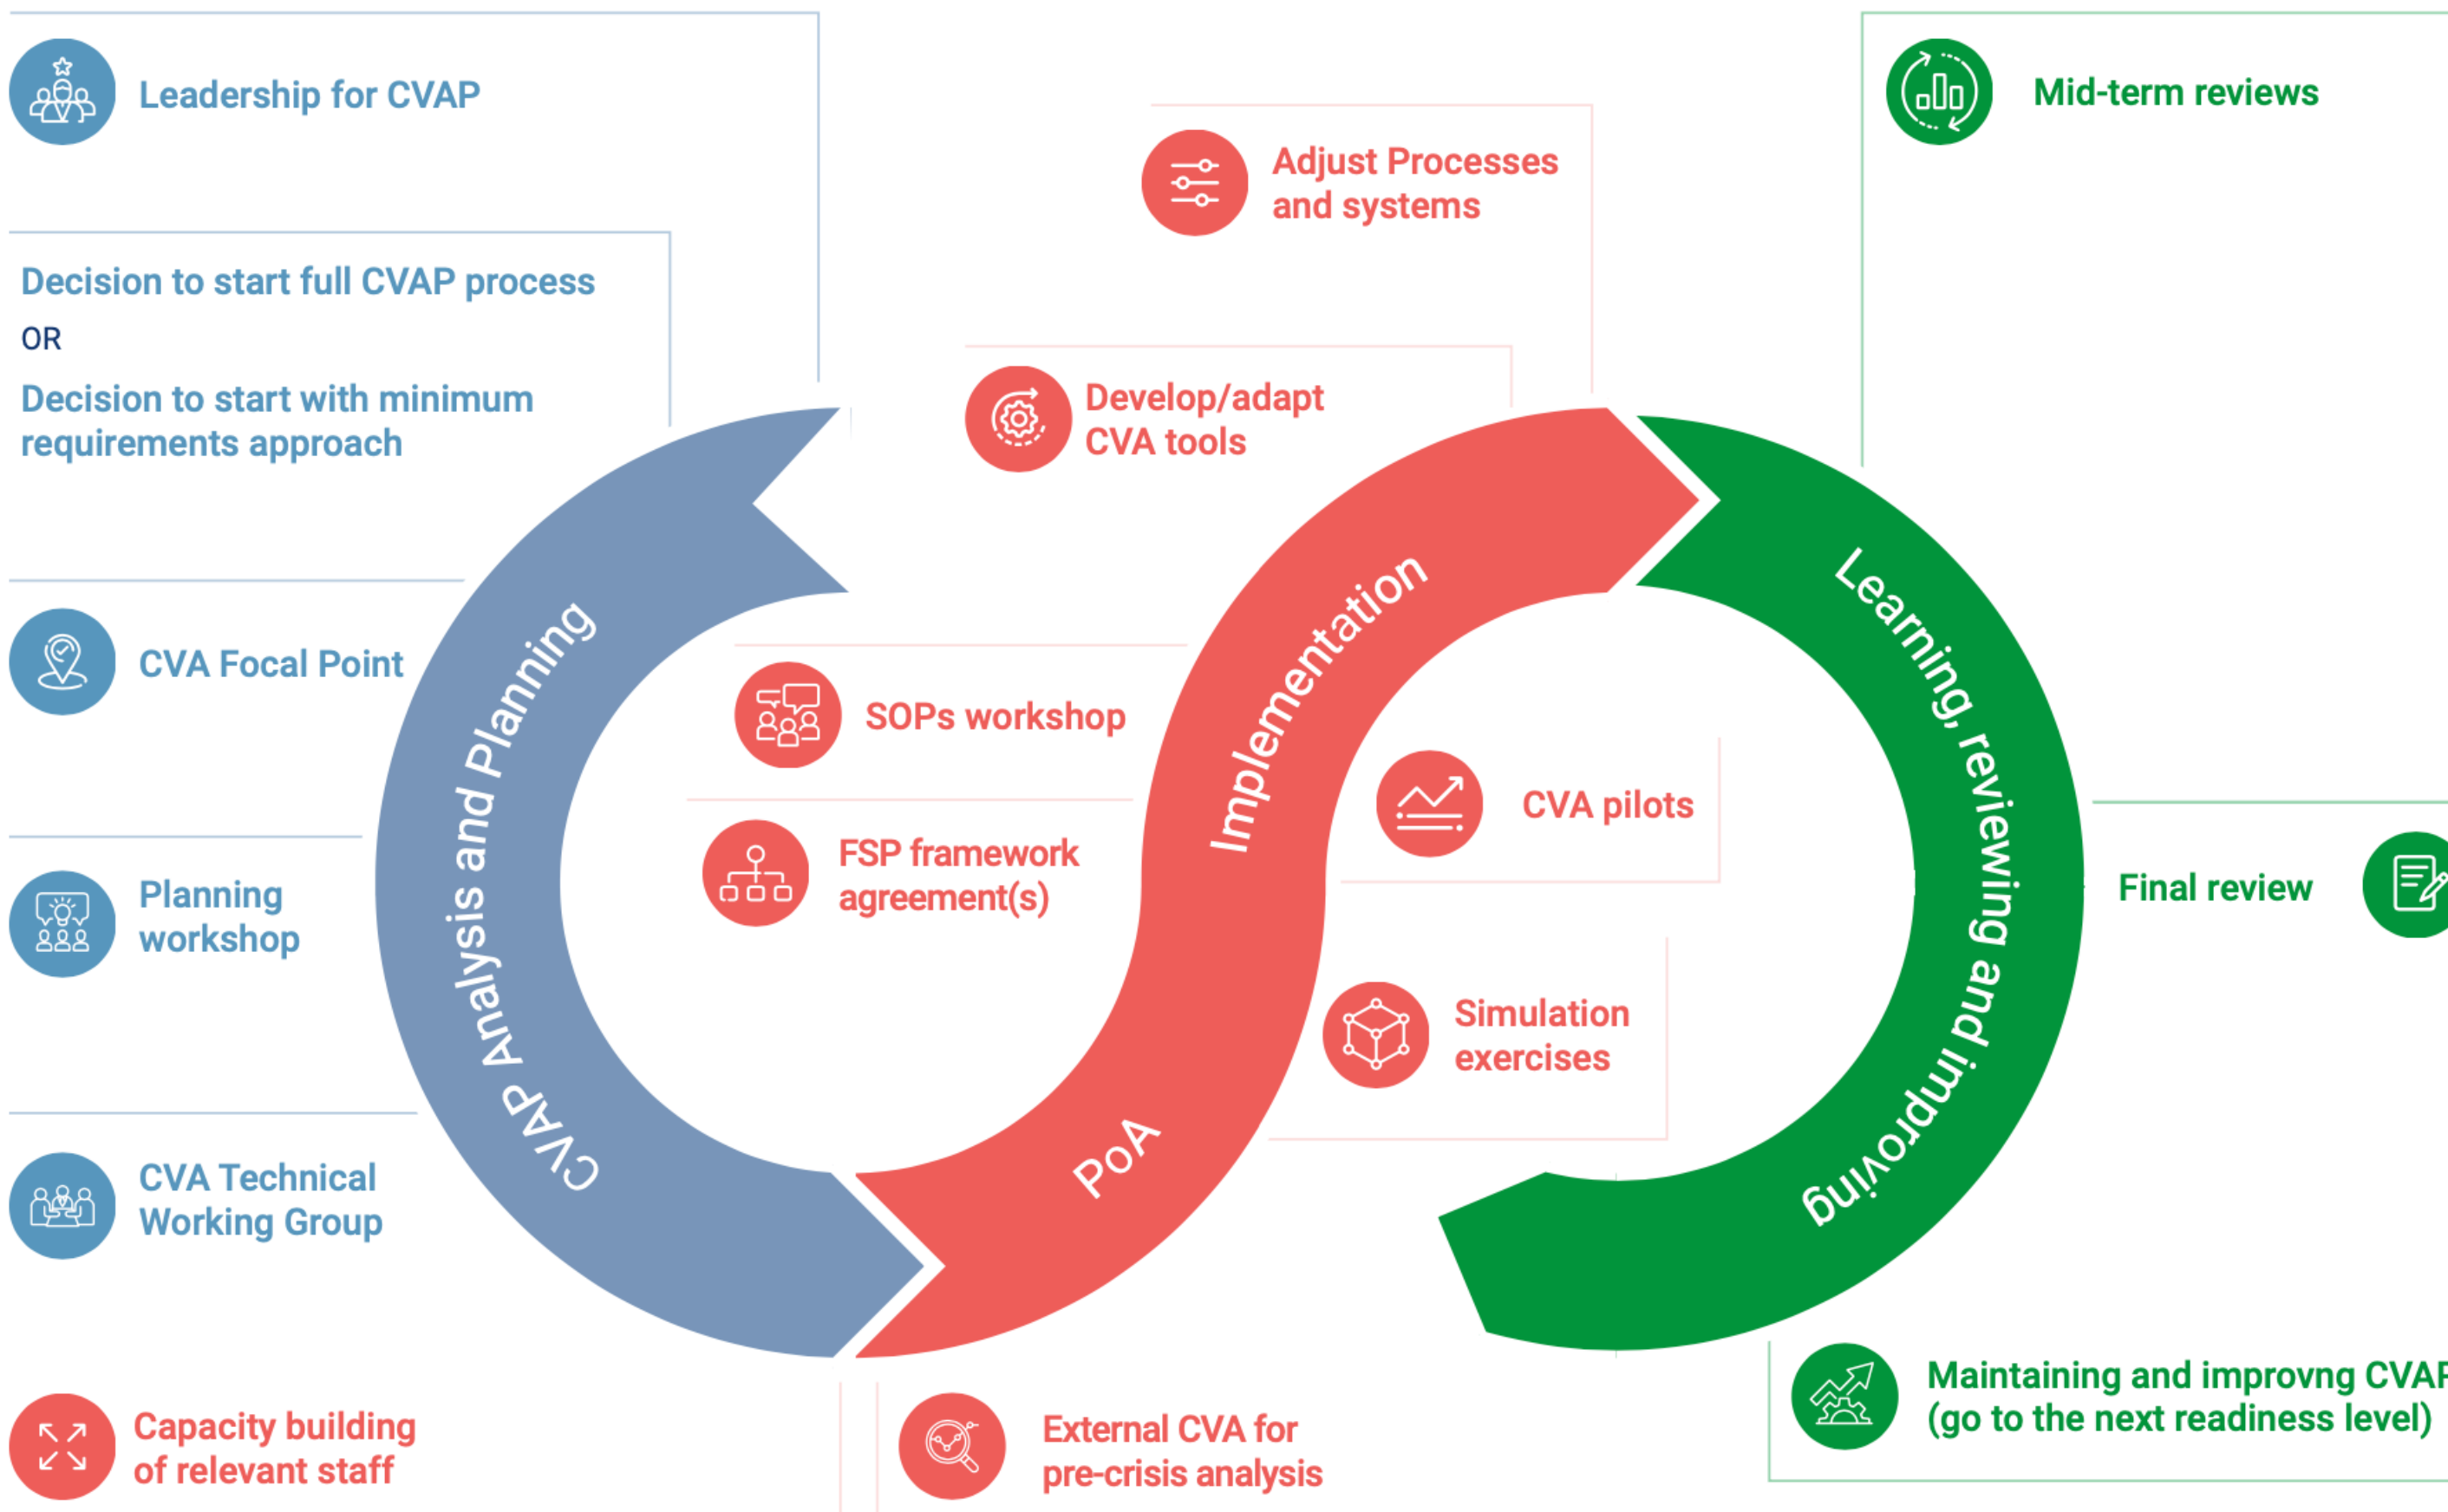 Leadership for CVAP
Decision to start full CVAP process
OR
Decision to start with minimum
requirements approach
CVA Focal Point
Planning
workshop
CVA Technical
Working Group
Capacity building
of relevant staff
CVAP Analysis and Planning
Adjust Processes
and systems
Develop/adapt
CVA tools
SOPs workshop
FSP framework
agreement(s)
PoA
Implementation
CVA pilots
Simulation
exercises
External CVA for
pre-crisis analysis
Mid-term reviews
Learning, reviewing and improving
Final review
Maintaining and improvng CVAP
(go to the next readiness level)